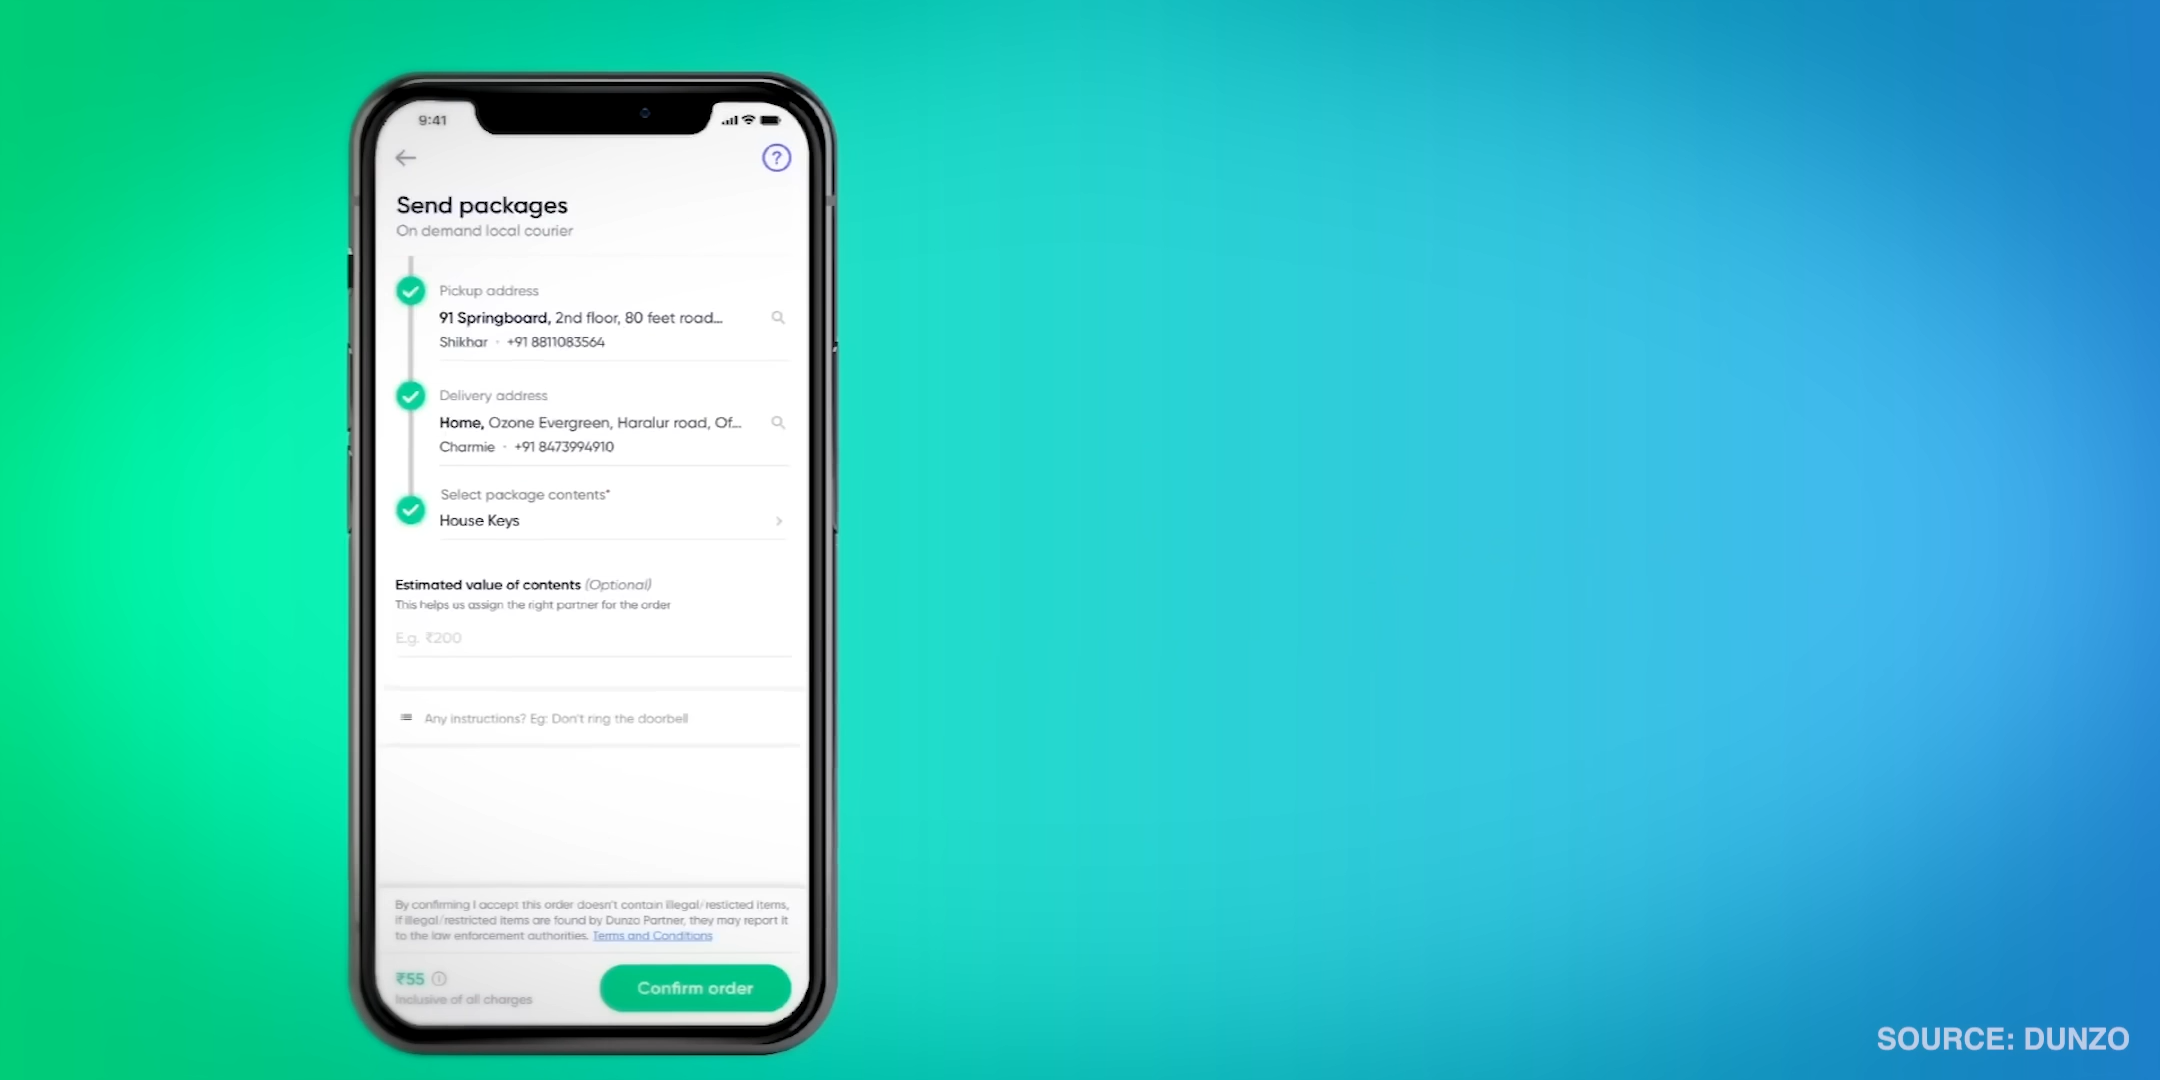 9:41
?
Send packages
On demand local courier
Pickup address
91 Springboard, 2nd floor, 80 feet road...
Shikhar · +91 8811083564
Delivery address
Home, Ozone Evergreen, Haralur road, Of...
Charmie · +91 8473994910
Select package contents*
House Keys
Estimated value of contents (Optional)
This helps us assign the right partner for the order
E.g. ₹200
Any instructions? Eg: Don't ring the doorbell
By confirming I accept this order doesn't contain illegal/resticted items,
if illegal/restricted items are found by Dunzo Partner, they may report it
to the law enforcement authorities. Terms and Conditions
₹55
Inclusive of all charges
Confirm order
SOURCE: DUNZO